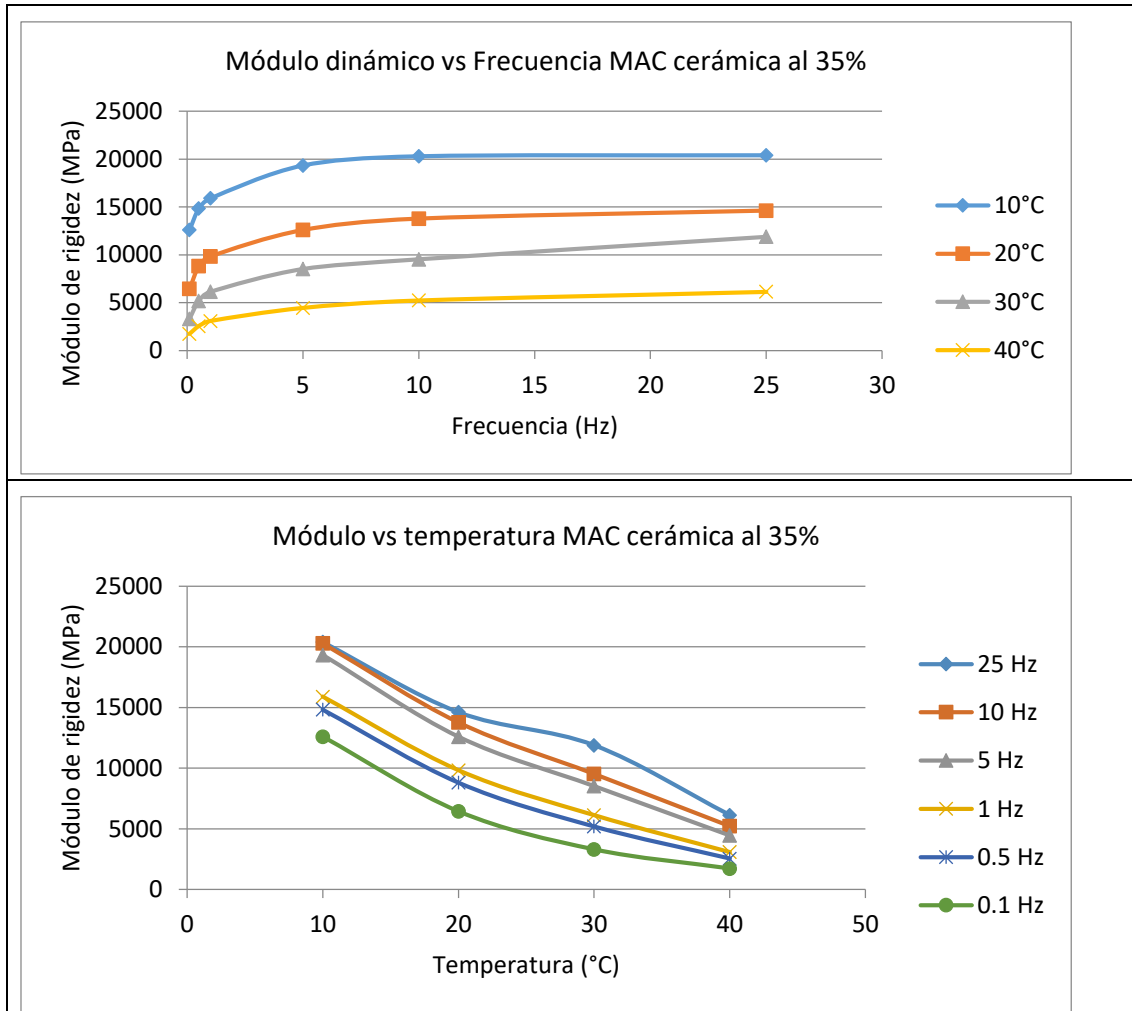 Módulo dinámico vs Frecuencia MAC cerámica al 35%
Módulo de rigidez (MPa)
25000
20000
15000
10000
5000
0
0 5 10 15 20 25 30
Frecuencia (Hz)
10°C
20°C
30°C
40°C
Módulo vs temperatura MAC cerámica al 35%
Módulo de rigidez (MPa)
25000
20000
15000
10000
5000
0
0 10 20 30 40 50
Temperatura (°C)
25 Hz
10 Hz
5 Hz
1 Hz
0.5 Hz
0.1 Hz